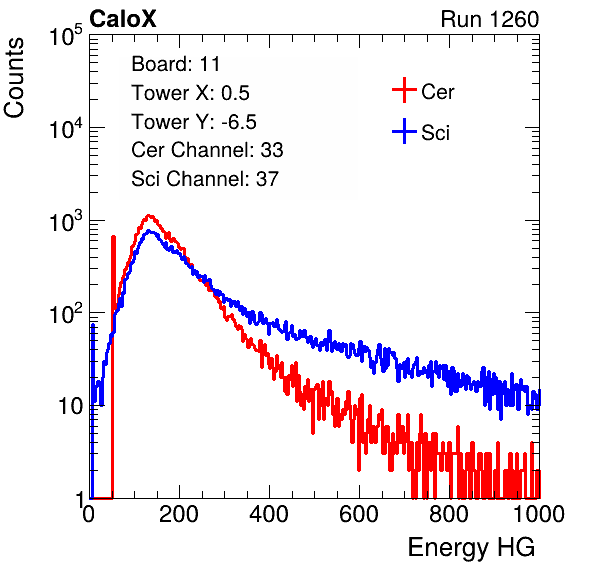 CaloX Run 1260
Counts
10^5
10^4
10^3
10^2
10
1
Board: 11
Tower X: 0.5
Tower Y: -6.5
Cer Channel: 33
Sci Channel: 37
Cer
Sci
0 200 400 600 800 1000
Energy HG